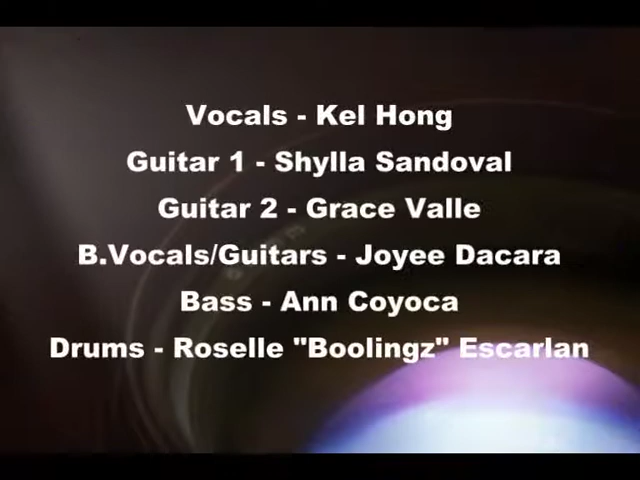 Vocals - Kel Hong
Guitar 1 - Shylla Sandoval
Guitar 2 - Grace Valle
B.Vocals/Guitars - Joyee Dacara
Bass - Ann Coyoca
Drums - Roselle "Boolingz" Escarlan